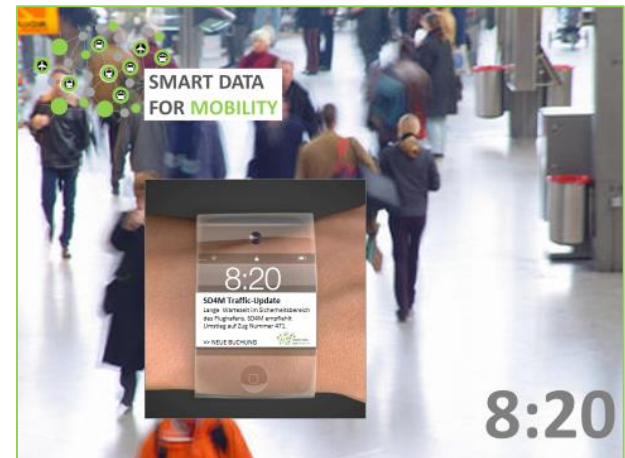 SMART DATA
FOR MOBILITY
8:20
SD4M Traffic-Update
Lange Wartezeit im Sicherheitsbereich
des Flughafens. SD4M empfiehlt
Umstieg auf Zug Nummer 471.
>> NEUE BUCHUNG
8:20